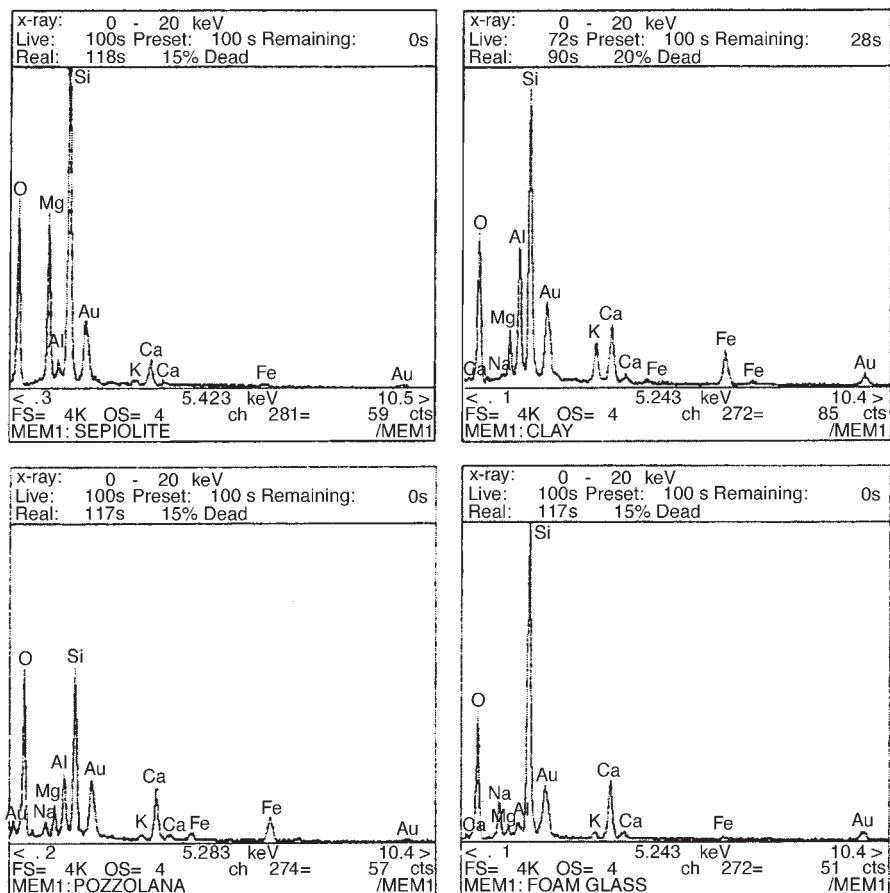 x-ray: 0 - 20 keV
Live: 100s Preset: 100 s Remaining: 0s
Real: 118s 15% Dead
Si
O
Mg
Au
Al
K
Ca
Ca
Fe
Au
< .3 5.423 keV 10.5 >
FS= 4K OS= 4 ch 281= 59 cts
MEM1: SEPIOLITE /MEM1
x-ray: 0 - 20 keV
Live: 72s Preset: 100 s Remaining: 28s
Real: 90s 20% Dead
Si
O
Al
Au
Mg
K
Ca
Fe
Ca
Na
Ca
Fe
Fe
Au
< . 1 5.243 keV 10.4 >
FS= 4K OS= 4 ch 272= 85 cts
MEM1: CLAY /MEM1
x-ray: 0 - 20 keV
Live: 100s Preset: 100 s Remaining: 0s
Real: 117s 15% Dead
O
Si
Al
Au
Ca
Mg
Na
Au
K
Ca
Fe
Fe
Au
< . 2 5.283 keV 10.4 >
FS= 4K OS= 4 ch 274= 57 cts
MEM1: POZZOLANA /MEM1
x-ray: 0 - 20 keV
Live: 100s Preset: 100 s Remaining: 0s
Real: 117s 15% Dead
Si
O
Na
Au
Ca
Mg
Al
Ca
K
Ca
Fe
Au
< . 1 5.243 keV 10.4 >
FS= 4K OS= 4 ch 272= 51 cts
MEM1: FOAM GLASS /MEM1